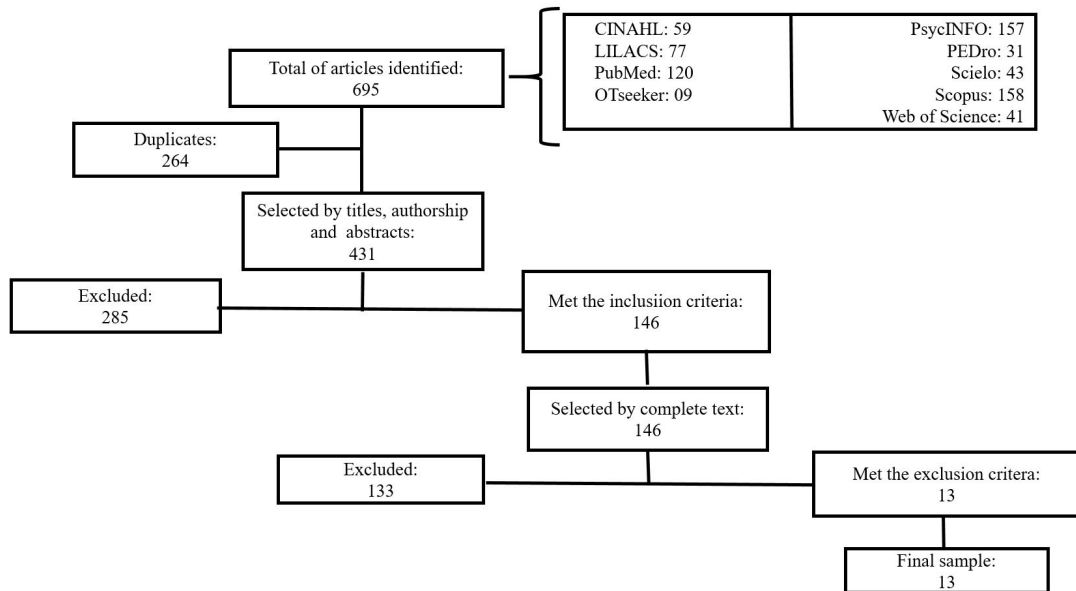 Total of articles identified:
695
CINAHL: 59
LILACS: 77
PubMed: 120
OTseeker: 09
PsycINFO: 157
PEDro: 31
Scielo: 43
Scopus: 158
Web of Science: 41
Duplicates:
264
Selected by titles, authorship
and abstracts:
431
Excluded:
285
Met the inclusiion criteria:
146
Selected by complete text:
146
Excluded:
133
Met the exclusion critera:
13
Final sample:
13